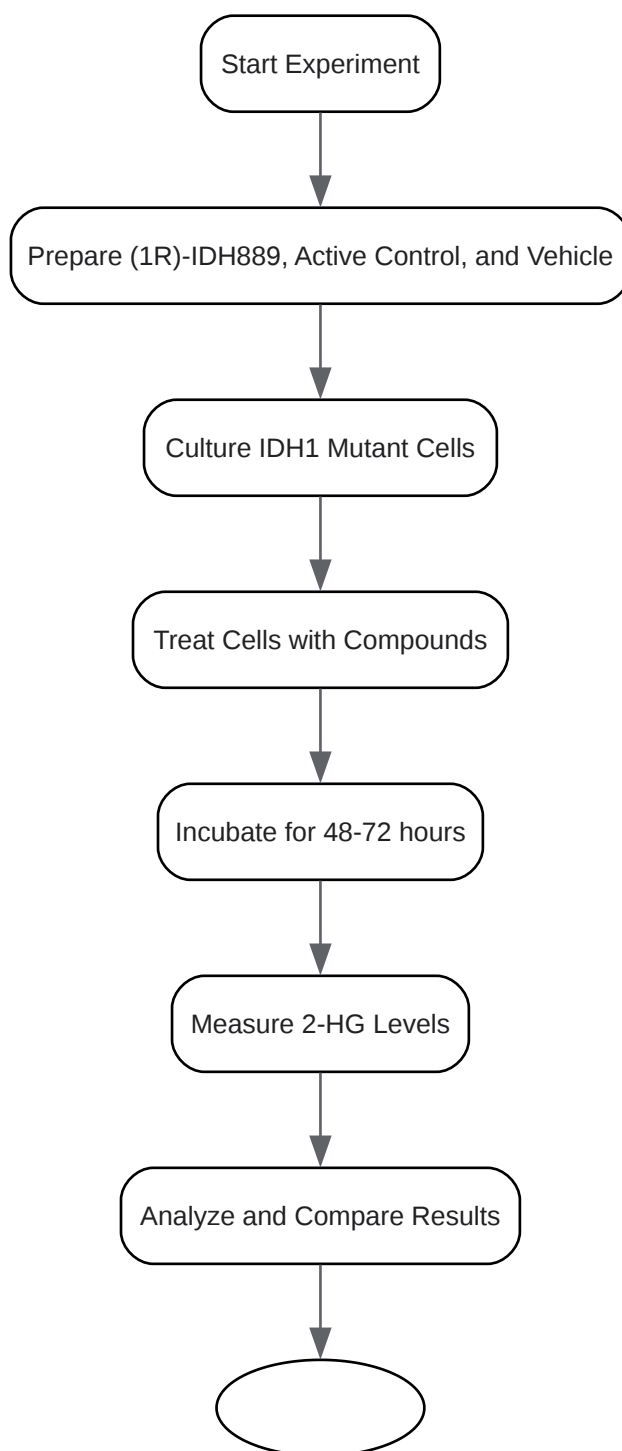 Start Experiment
Prepare (1R)-IDH889, Active Control, and Vehicle
Culture IDH1 Mutant Cells
Treat Cells with Compounds
Incubate for 48-72 hours
Measure 2-HG Levels
Analyze and Compare Results